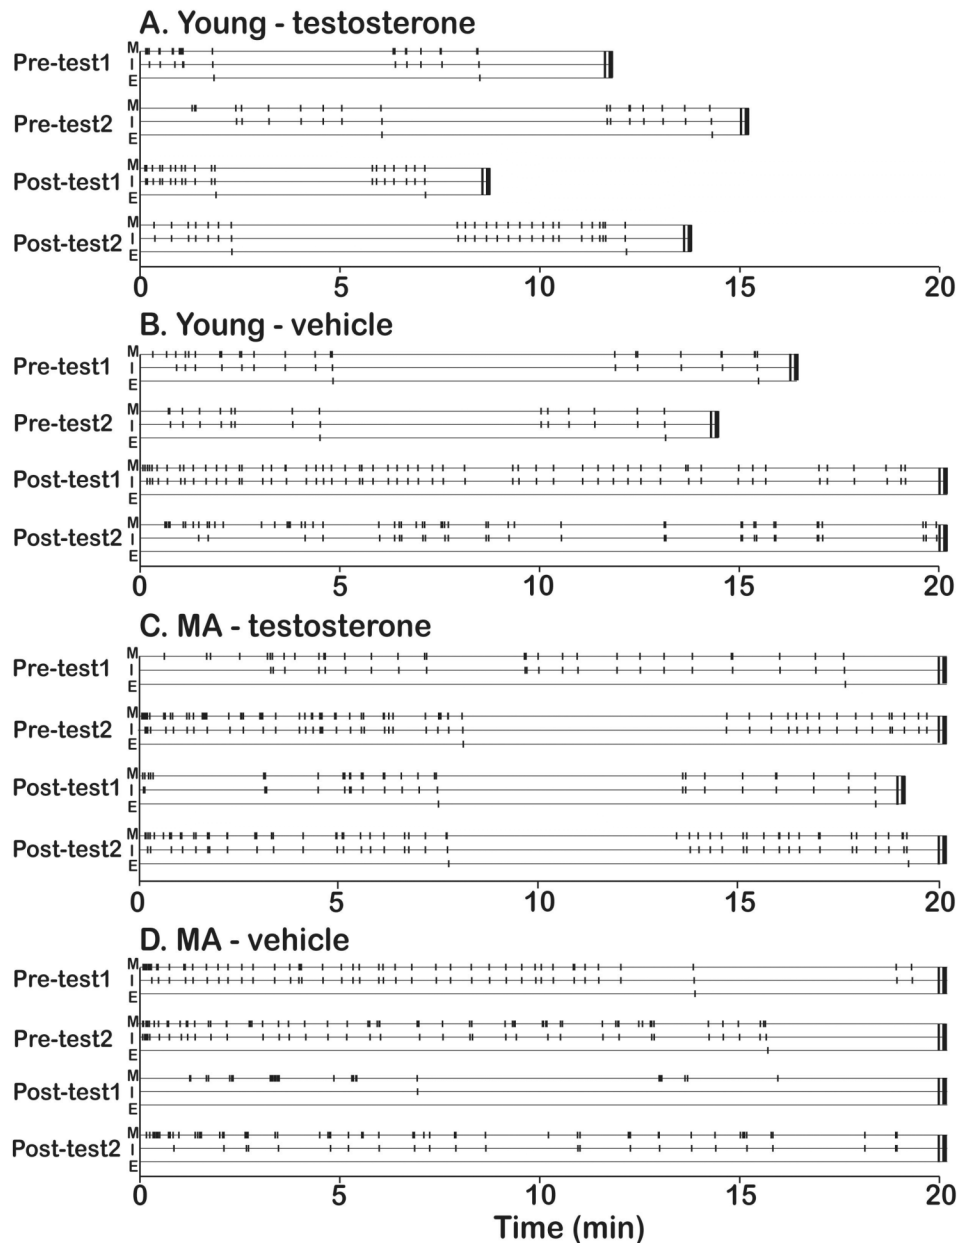 A. Young - testosterone
Pre-test1 M I E
Pre-test2 M I E
Post-test1 M I E
Post-test2 M I E
0 5 10 15 20
B. Young - vehicle
Pre-test1 M I E
Pre-test2 M I E
Post-test1 M I E
Post-test2 M I E
0 5 10 15 20
C. MA - testosterone
Pre-test1 M I E
Pre-test2 M I E
Post-test1 M I E
Post-test2 M I E
0 5 10 15 20
D. MA - vehicle
Pre-test1 M I E
Pre-test2 M I E
Post-test1 M I E
Post-test2 M I E
0 5 10 15 20
Time (min)